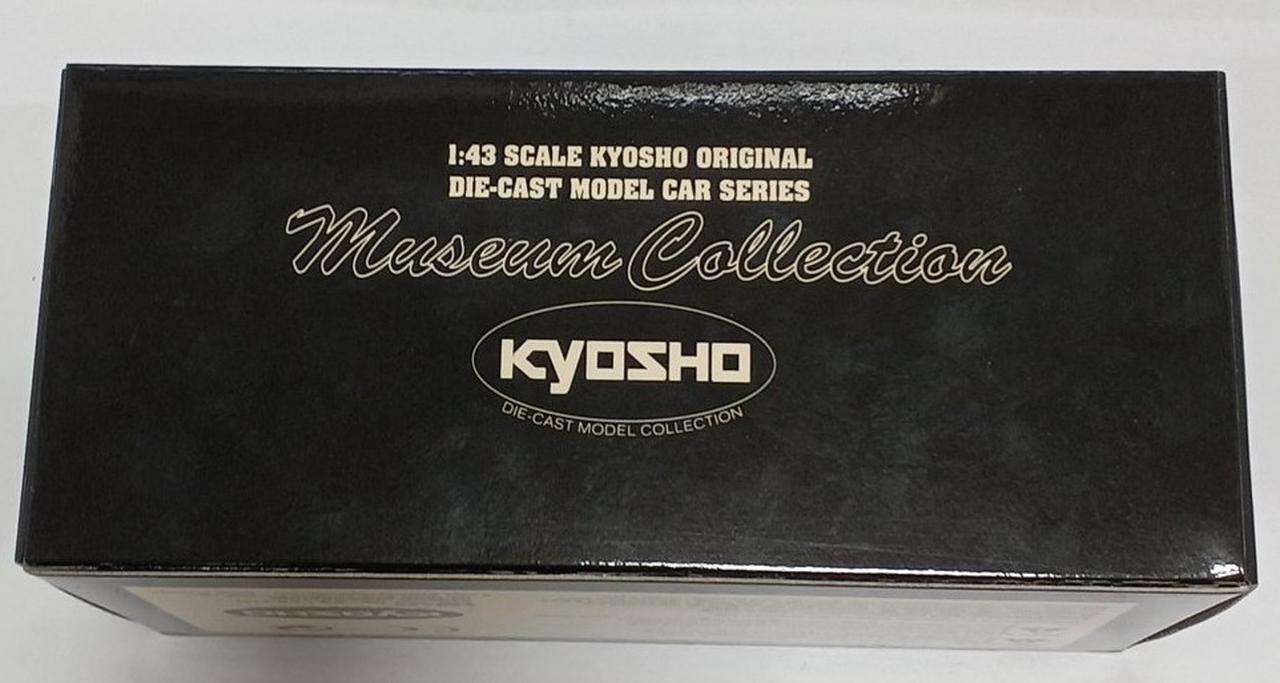 1:43 SCALE KYOSHO ORIGINAL
DIE-CAST MODEL CAR SERIES
Museum Collection
KYOSHO
DIE-CAST MODEL COLLECTION